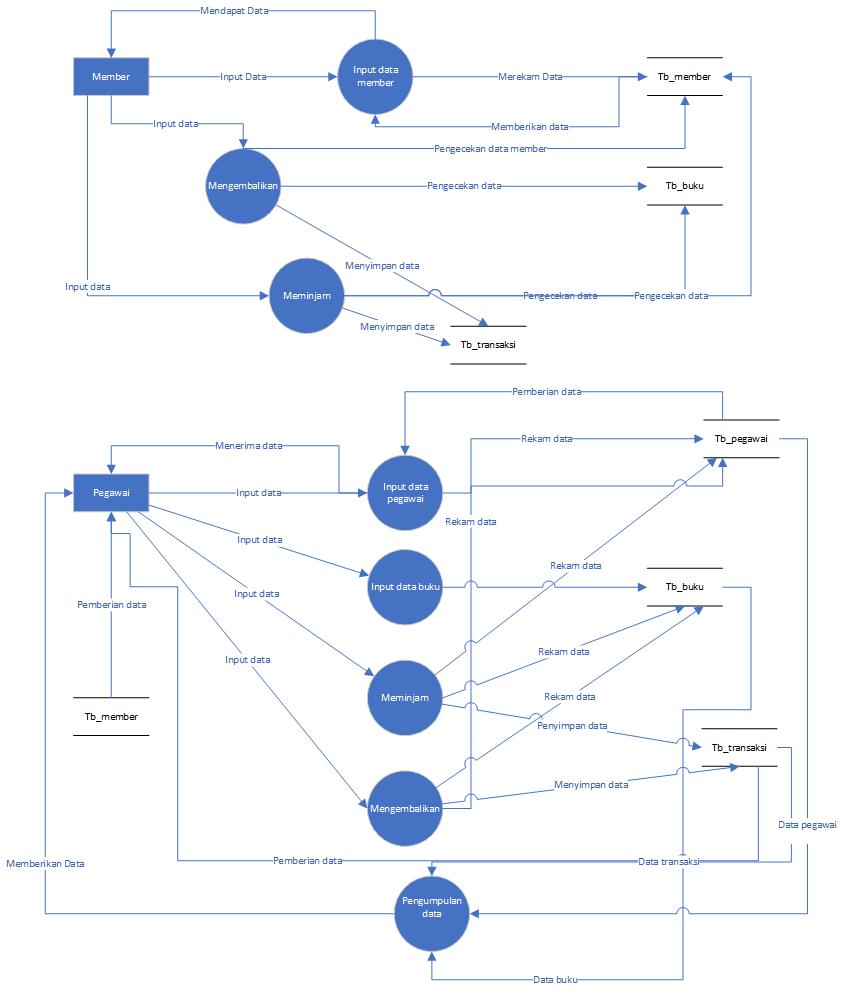 Mendapat Data
Member
Input Data
Input data
member
Merekam Data
Tb_member
Input data
Memberikan data
Pengecekan data member
Mengembalikan
Pengecekan data
Tb_buku
Menyimpan data
Input data
Meminjam
Pengecekan data
Pengecekan data
Menyimpan data
Tb_transaksi
Pemberian data
Menerima data
Rekam data
Tb_pegawai
Pegawai
Input data
Input data
pegawai
Rekam data
Input data
Rekam data
Input data buku
Tb_buku
Input data
Pemberian data
Rekam data
Input data
Meminjam
Rekam data
Tb_member
Penyimpan data
Tb_transaksi
Menyimpan data
Mengembalikan
Data pegawai
Memberikan Data
Pemberian data
Data transaksi
Pengumpulan
data
Data buku